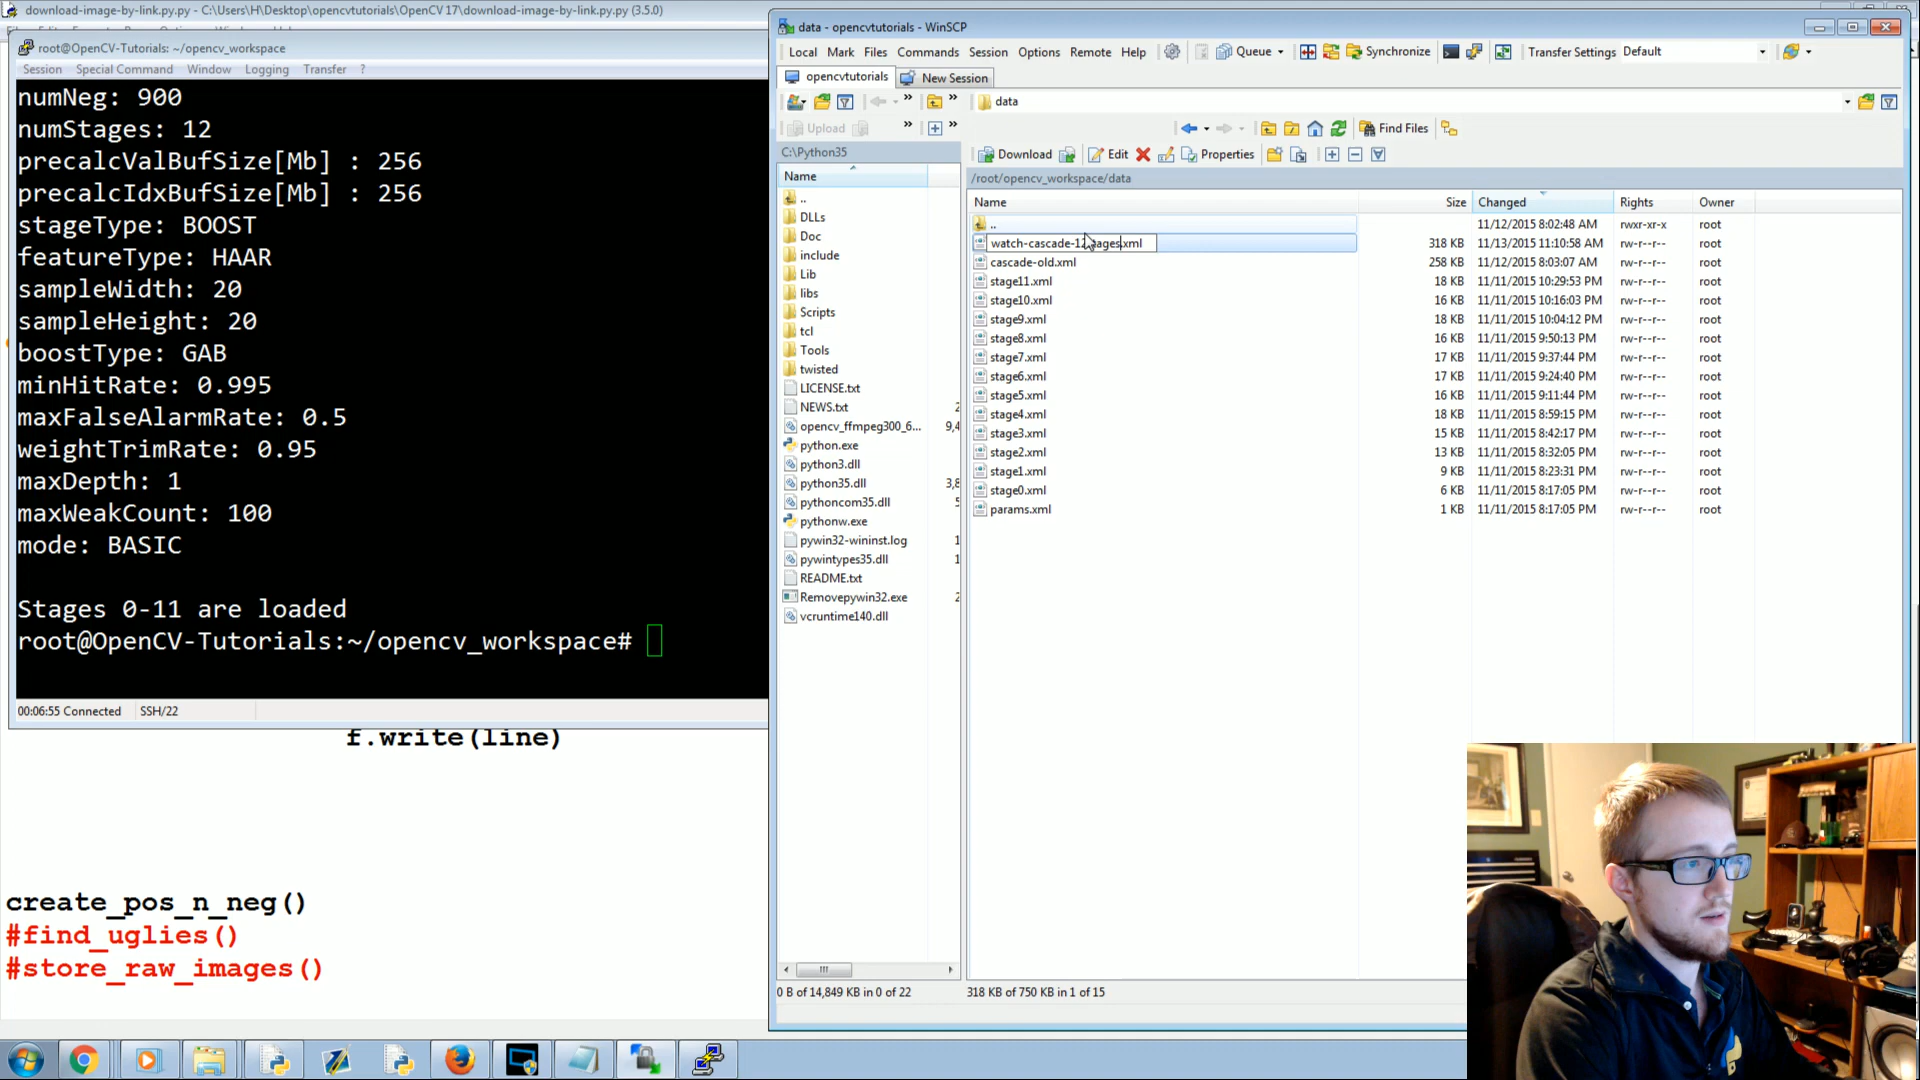 download-image-by-link.py.py - C:\Users\H\Desktop\opencvtutorials\OpenCV 17\download-image-by-link.py.py (3.5.0)
root@OpenCV-Tutorials: ~/opencv_workspace
Session Special Command Window Logging Transfer ?
numNeg: 900
numStages: 12
precalcValBufSize[Mb] : 256
precalcIdxBufSize[Mb] : 256
stageType: BOOST
featureType: HAAR
sampleWidth: 20
sampleHeight: 20
boostType: GAB
minHitRate: 0.995
maxFalseAlarmRate: 0.5
weightTrimRate: 0.95
maxDepth: 1
maxWeakCount: 100
mode: BASIC
Stages 0-11 are loaded
root@OpenCV-Tutorials:~/opencv_workspace#
00:06:55 Connected SSH/22
f.write(line)
create_pos_n_neg()
#find_uglies()
#store_raw_images()
data - opencvtutorials - WinSCP
Local Mark Files Commands Session Options Remote Help Queue Synchronize Transfer Settings Default
opencvtutorials New Session
data
Upload Find Files
Download Edit Properties
C:\Python35
/root/opencv_workspace/data
Name
..
DLLs
Doc
include
Lib
libs
Scripts
tcl
Tools
twisted
LICENSE.txt
NEWS.txt 2
opencv_ffmpeg300_6... 9,4
python.exe
python3.dll
python35.dll 3,8
pythoncom35.dll 5
pythonw.exe
pywin32-wininst.log 1
pywintypes35.dll 1
README.txt
Removepywin32.exe 2
vcruntime140.dll
Name Size Changed Rights Owner
.. 11/12/2015 8:02:48 AM rwxr-xr-x root
318 KB 11/13/2015 11:10:58 AM rw-r--r-- root
cascade-old.xml 258 KB 11/12/2015 8:03:07 AM rw-r--r-- root
stage11.xml 18 KB 11/11/2015 10:29:53 PM rw-r--r-- root
stage10.xml 16 KB 11/11/2015 10:16:03 PM rw-r--r-- root
stage9.xml 18 KB 11/11/2015 10:04:12 PM rw-r--r-- root
stage8.xml 16 KB 11/11/2015 9:50:13 PM rw-r--r-- root
stage7.xml 17 KB 11/11/2015 9:37:44 PM rw-r--r-- root
stage6.xml 17 KB 11/11/2015 9:24:40 PM rw-r--r-- root
stage5.xml 16 KB 11/11/2015 9:11:44 PM rw-r--r-- root
stage4.xml 18 KB 11/11/2015 8:59:15 PM rw-r--r-- root
stage3.xml 15 KB 11/11/2015 8:42:17 PM rw-r--r-- root
stage2.xml 13 KB 11/11/2015 8:32:05 PM rw-r--r-- root
stage1.xml 9 KB 11/11/2015 8:23:31 PM rw-r--r-- root
stage0.xml 6 KB 11/11/2015 8:17:05 PM rw-r--r-- root
params.xml 1 KB 11/11/2015 8:17:05 PM rw-r--r-- root
0 B of 14,849 KB in 0 of 22
318 KB of 750 KB in 1 of 15